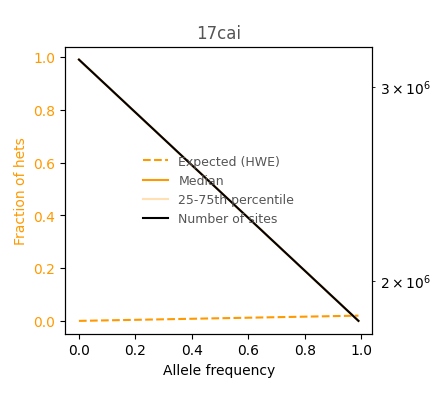 17cai
1.0
0.8
0.6
0.4
0.2
0.0
Fraction of hets
Expected (HWE)
Median
25-75th percentile
Number of sites
3 × 10⁶
2 × 10⁶
0.0 0.2 0.4 0.6 0.8 1.0
Allele frequency